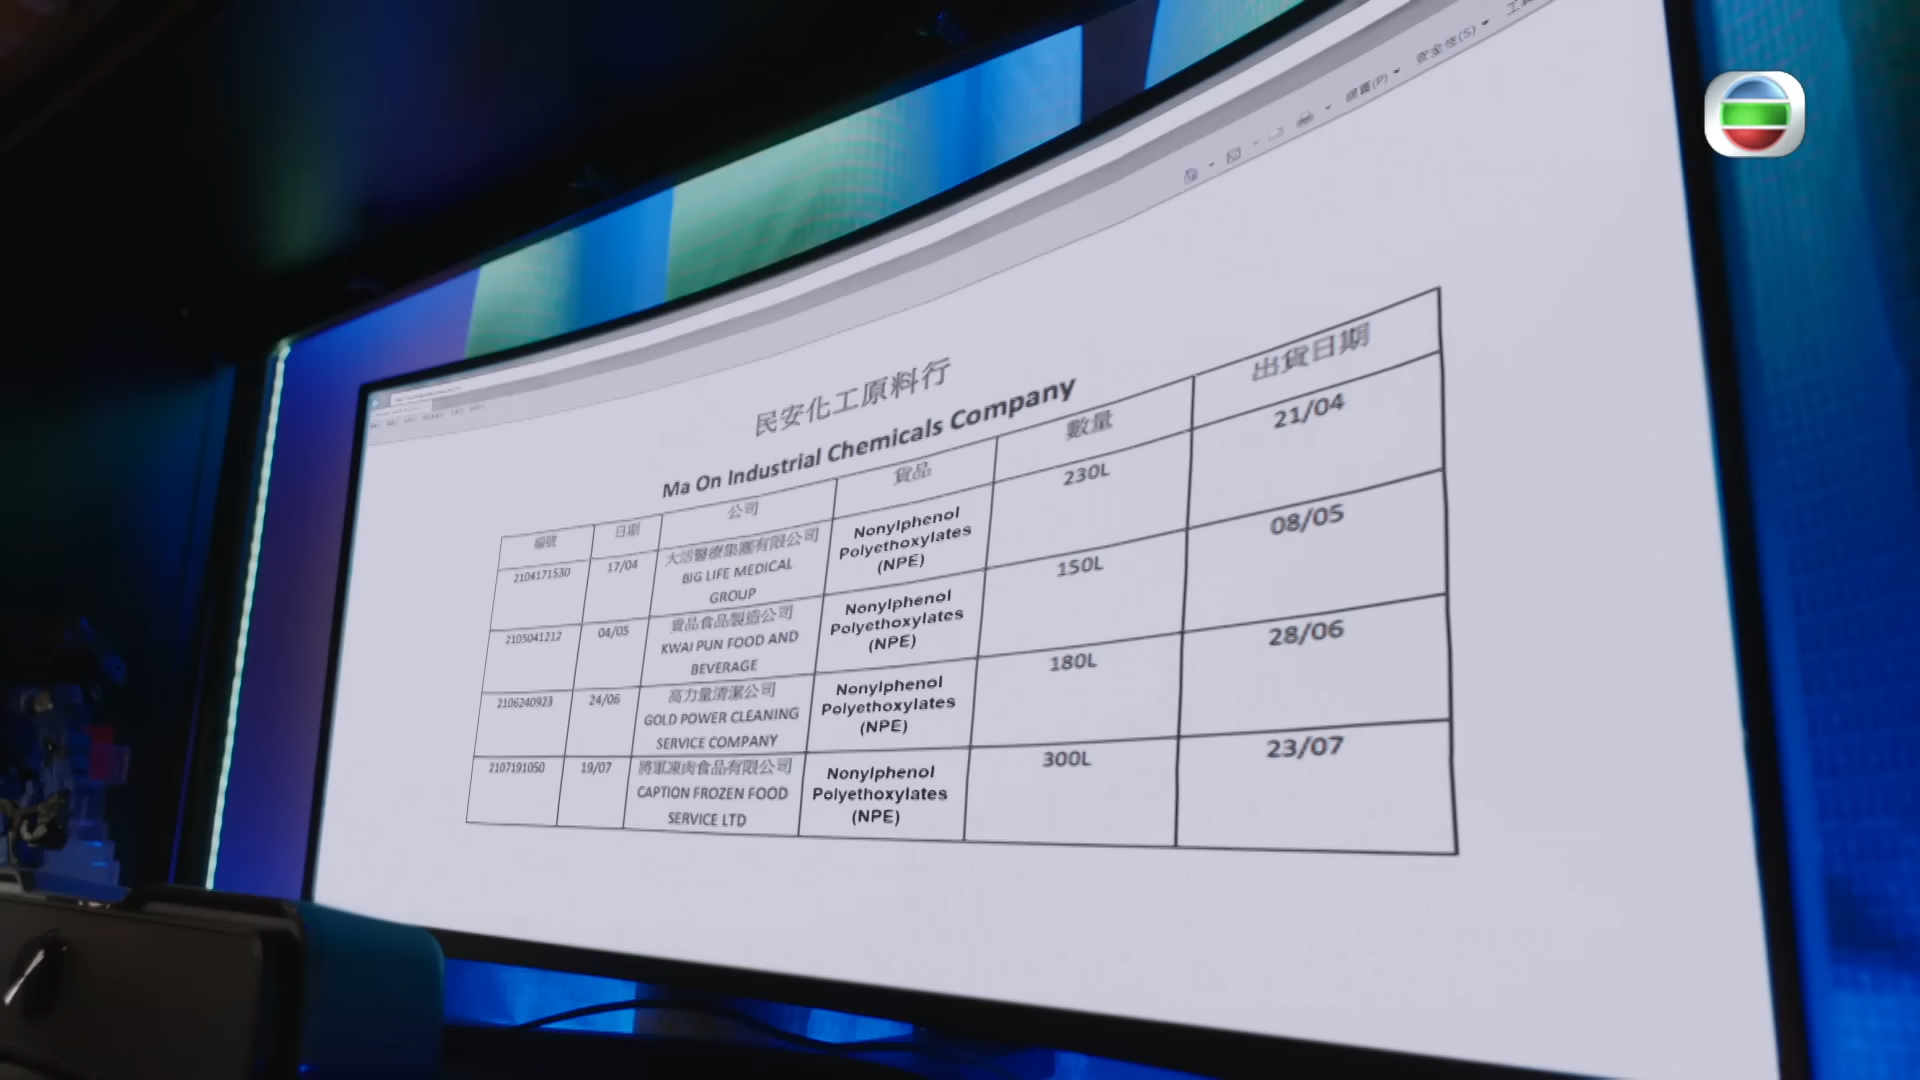 網頁(P)
安全性(S)
民安化工原料行
Ma On Industrial Chemicals Company
編號 日期 公司 貨品 數量 出貨日期
2104171530 17/04 大活醫療集團有限公司 BIG LIFE MEDICAL GROUP Nonylphenol Polyethoxylates (NPE) 230L 21/04
2105041212 04/05 貴品食品製造公司 KWAI PUN FOOD AND BEVERAGE Nonylphenol Polyethoxylates (NPE) 150L 08/05
2106240923 24/06 高力量清潔公司 GOLD POWER CLEANING SERVICE COMPANY Nonylphenol Polyethoxylates (NPE) 180L 28/06
2107191050 19/07 將軍凍肉食品有限公司 CAPTION FROZEN FOOD SERVICE LTD Nonylphenol Polyethoxylates (NPE) 300L 23/07